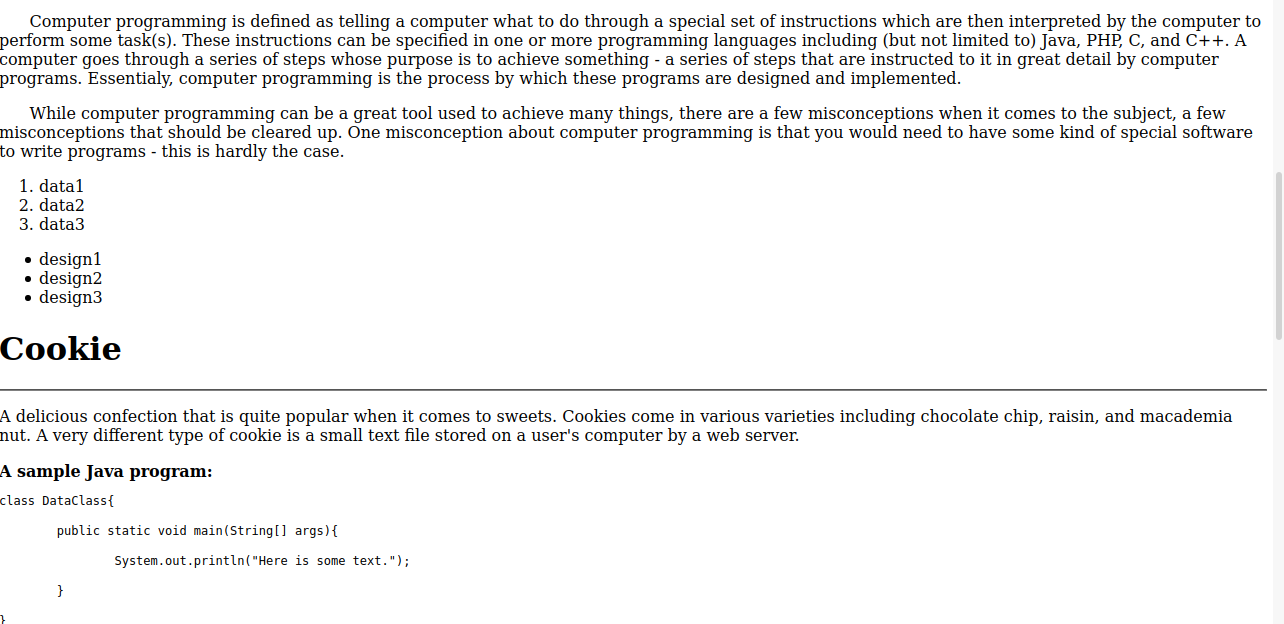 Computer programming is defined as telling a computer what to do through a special set of instructions which are then interpreted by the computer to
perform some task(s). These instructions can be specified in one or more programming languages including (but not limited to) Java, PHP, C, and C++. A
computer goes through a series of steps whose purpose is to achieve something - a series of steps that are instructed to it in great detail by computer
programs. Essentialy, computer programming is the process by which these programs are designed and implemented.
While computer programming can be a great tool used to achieve many things, there are a few misconceptions when it comes to the subject, a few
misconceptions that should be cleared up. One misconception about computer programming is that you would need to have some kind of special software
to write programs - this is hardly the case.
1. data1
2. data2
3. data3
• design1
• design2
• design3
Cookie
A delicious confection that is quite popular when it comes to sweets. Cookies come in various varieties including chocolate chip, raisin, and macademia
nut. A very different type of cookie is a small text file stored on a user's computer by a web server.
A sample Java program:
class DataClass{
public static void main(String[] args){
System.out.println("Here is some text.");
}
}